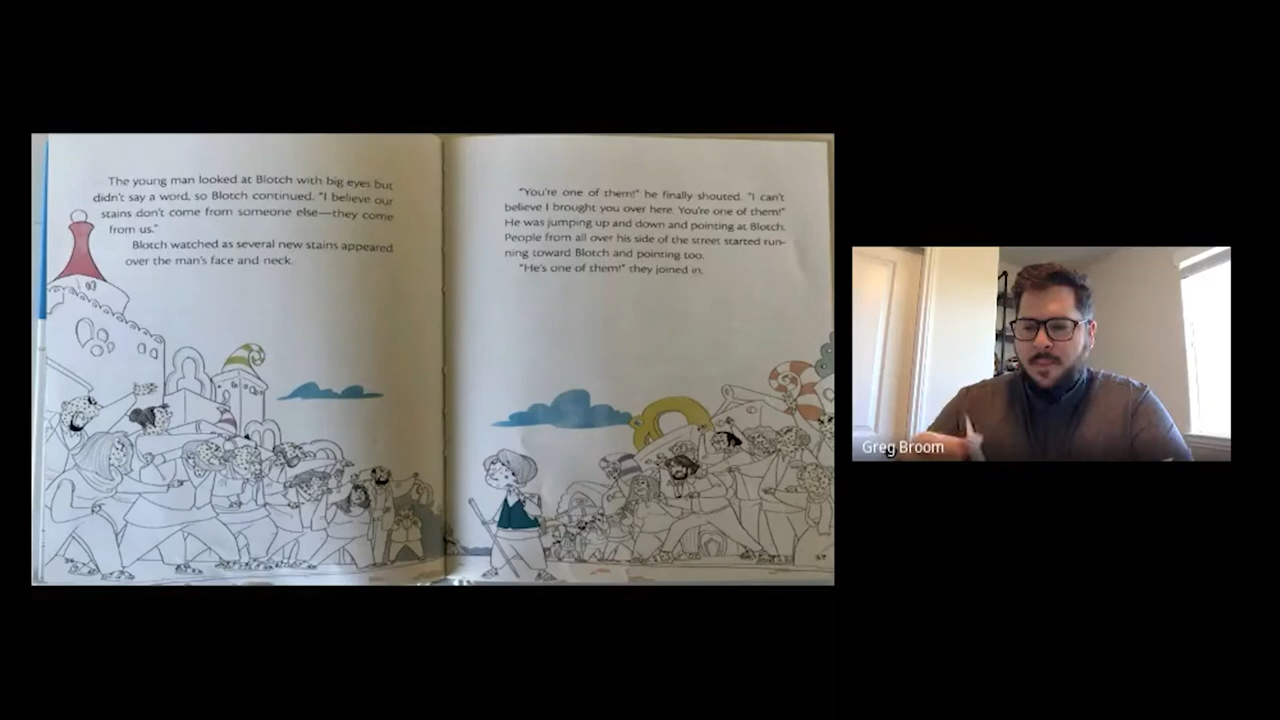 The young man looked at Blotch with big eyes but
didn't say a word, so Blotch continued. "I believe our
stains don't come from someone else—they come
from us."
Blotch watched as several new stains appeared
over the man's face and neck.
"You're one of them!" he finally shouted. "I can't
believe I brought you over here. You're one of them!"
He was jumping up and down and pointing at Blotch.
People from all over his side of the street started run-
ning toward Blotch and pointing too.
"He's one of them!" they joined in.
Greg Broom